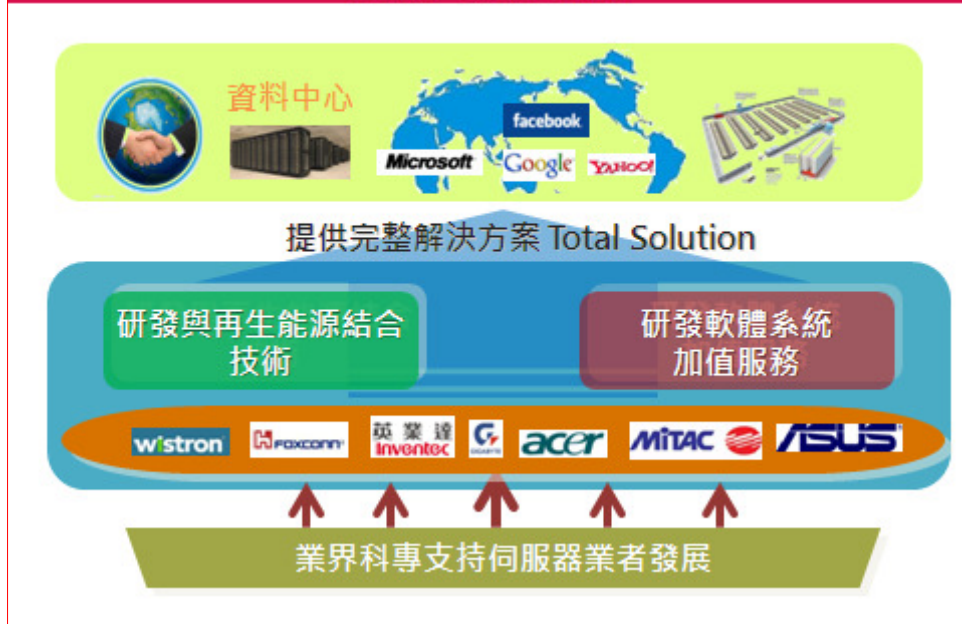 資料中心
facebook
Microsoft
Google
YAHOO!
提供完整解決方案 Total Solution
研發與再生能源結合
技術
研發軟體系統
加值服務
wistron
FOXCONN
英業達
Inventec
GIGABYTE
acer
MiTAC
ASUS
業界科專支持伺服器業者發展